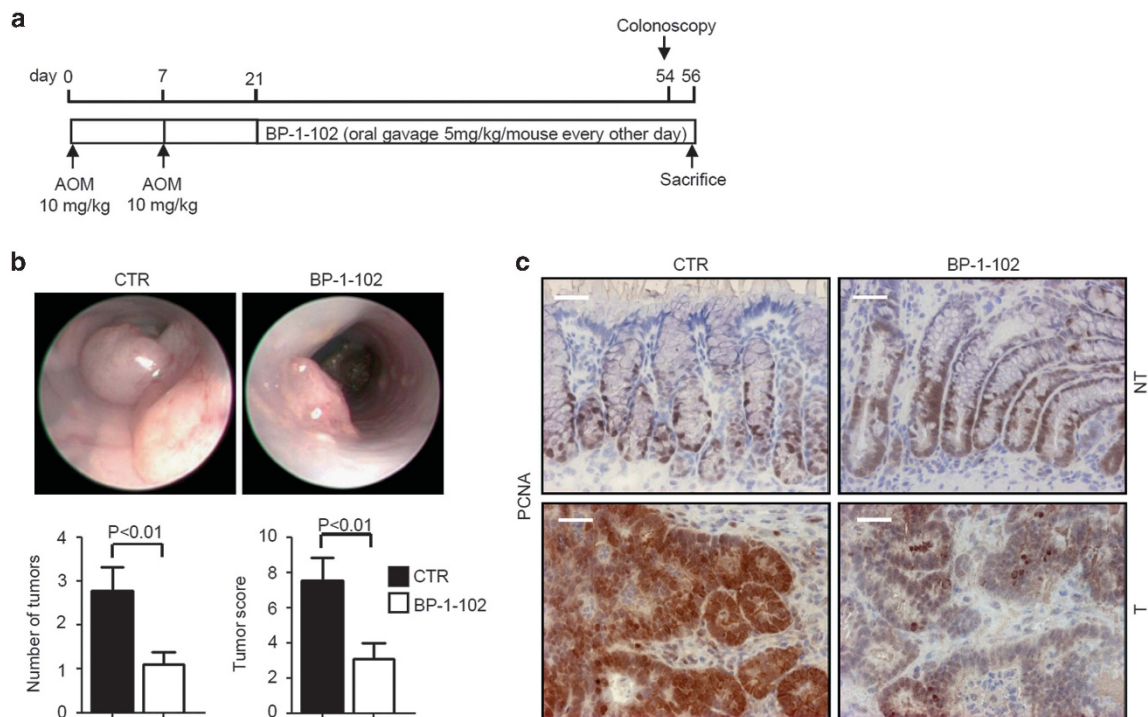 a
Colonoscopy
day 0 7 21 54 56
BP-1-102 (oral gavage 5mg/kg/mouse every other day)
AOM
10 mg/kg
AOM
10 mg/kg
Sacrifice
b
CTR BP-1-102
P<0.01
Number of tumors
4
3
2
1
0
P<0.01
Tumor score
10
8
6
4
2
0
CTR
BP-1-102
c
CTR BP-1-102
PCNA
NT
T